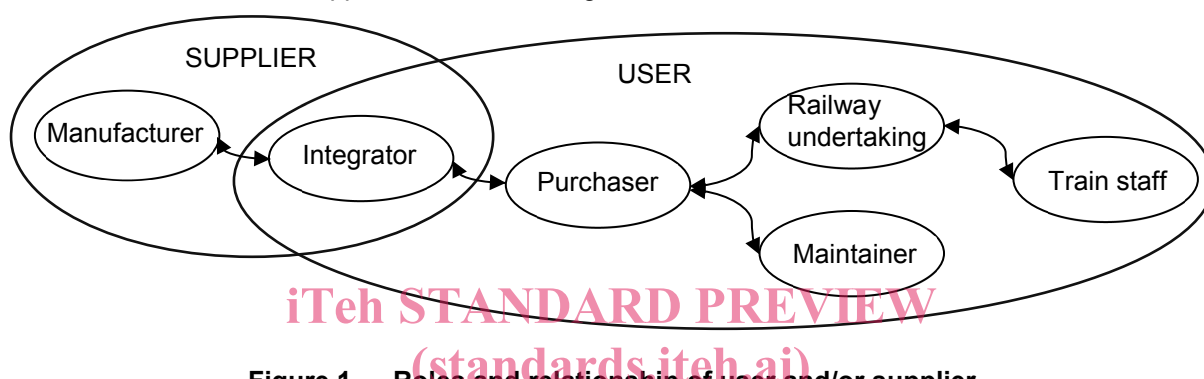 SUPPLIER
USER
Manufacturer
Integrator
Purchaser
Railway
undertaking
Train staff
Maintainer
iTeh STANDARD PREVIEW
(standards.iteh.ai)
Figure 1 — Roles and relationship of user and/or supplier